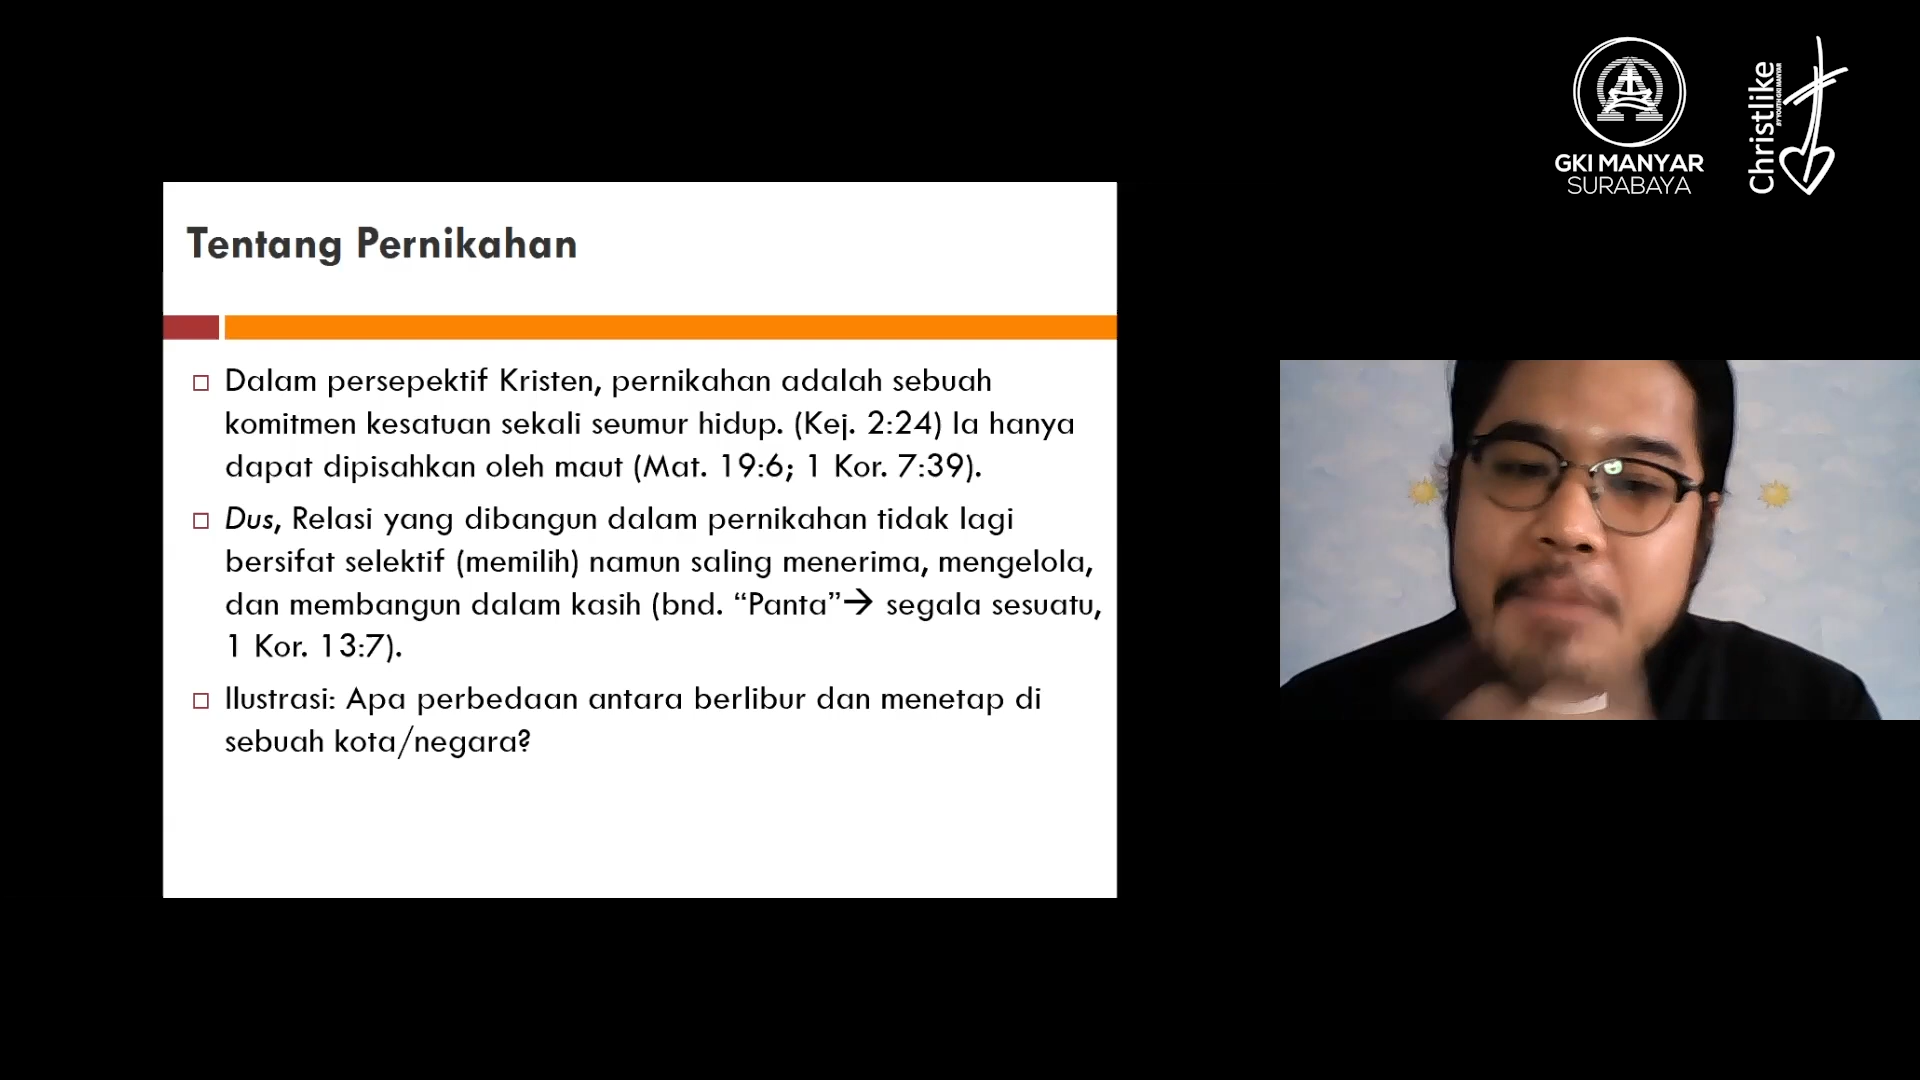 GKI MANYAR
SURABAYA
Christlike
Tentang Pernikahan
Dalam persepektif Kristen, pernikahan adalah sebuah
komitmen kesatuan sekali seumur hidup. (Kej. 2:24) Ia hanya
dapat dipisahkan oleh maut (Mat. 19:6; 1 Kor. 7:39).
Dus, Relasi yang dibangun dalam pernikahan tidak lagi
bersifat selektif (memilih) namun saling menerima, mengelola,
dan membangun dalam kasih (bnd. “Panta”→ segala sesuatu,
1 Kor. 13:7).
Ilustrasi: Apa perbedaan antara berlibur dan menetap di
sebuah kota/negara?